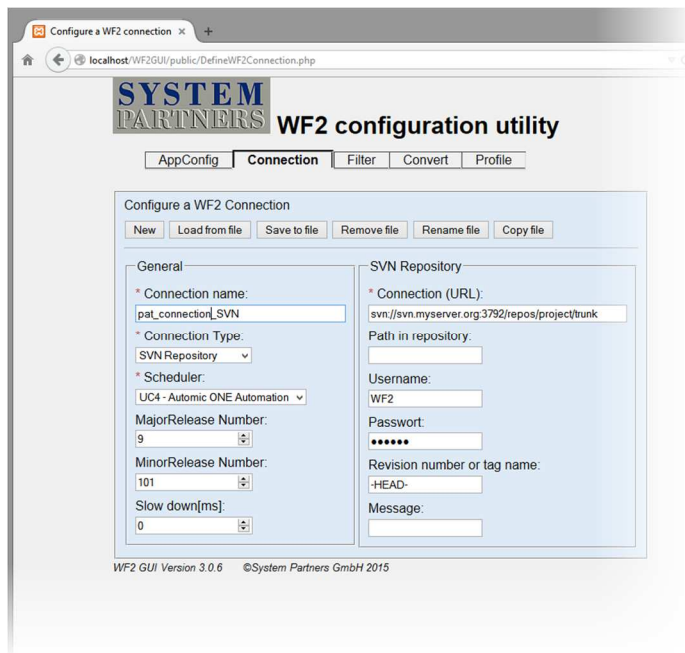 Configure a WF2 connection
localhost/WF2GUI/public/DefineWF2Connection.php
SYSTEM
PARTNERS
WF2 configuration utility
AppConfig Connection Filter Convert Profile
Configure a WF2 Connection
New Load from file Save to file Remove file Rename file Copy file
General
* Connection name:
pat_connection_SVN
* Connection Type:
SVN Repository
* Scheduler:
UC4 - Automic ONE Automation
MajorRelease Number:
9
MinorRelease Number:
101
Slow down[ms]:
0
SVN Repository
* Connection (URL):
svn://svn.myserver.org:3792/repos/project/trunk
Path in repository:
Username:
WF2
Passwort:
••••••
Revision number or tag name:
-HEAD-
Message:
WF2 GUI Version 3.0.6 ©System Partners GmbH 2015